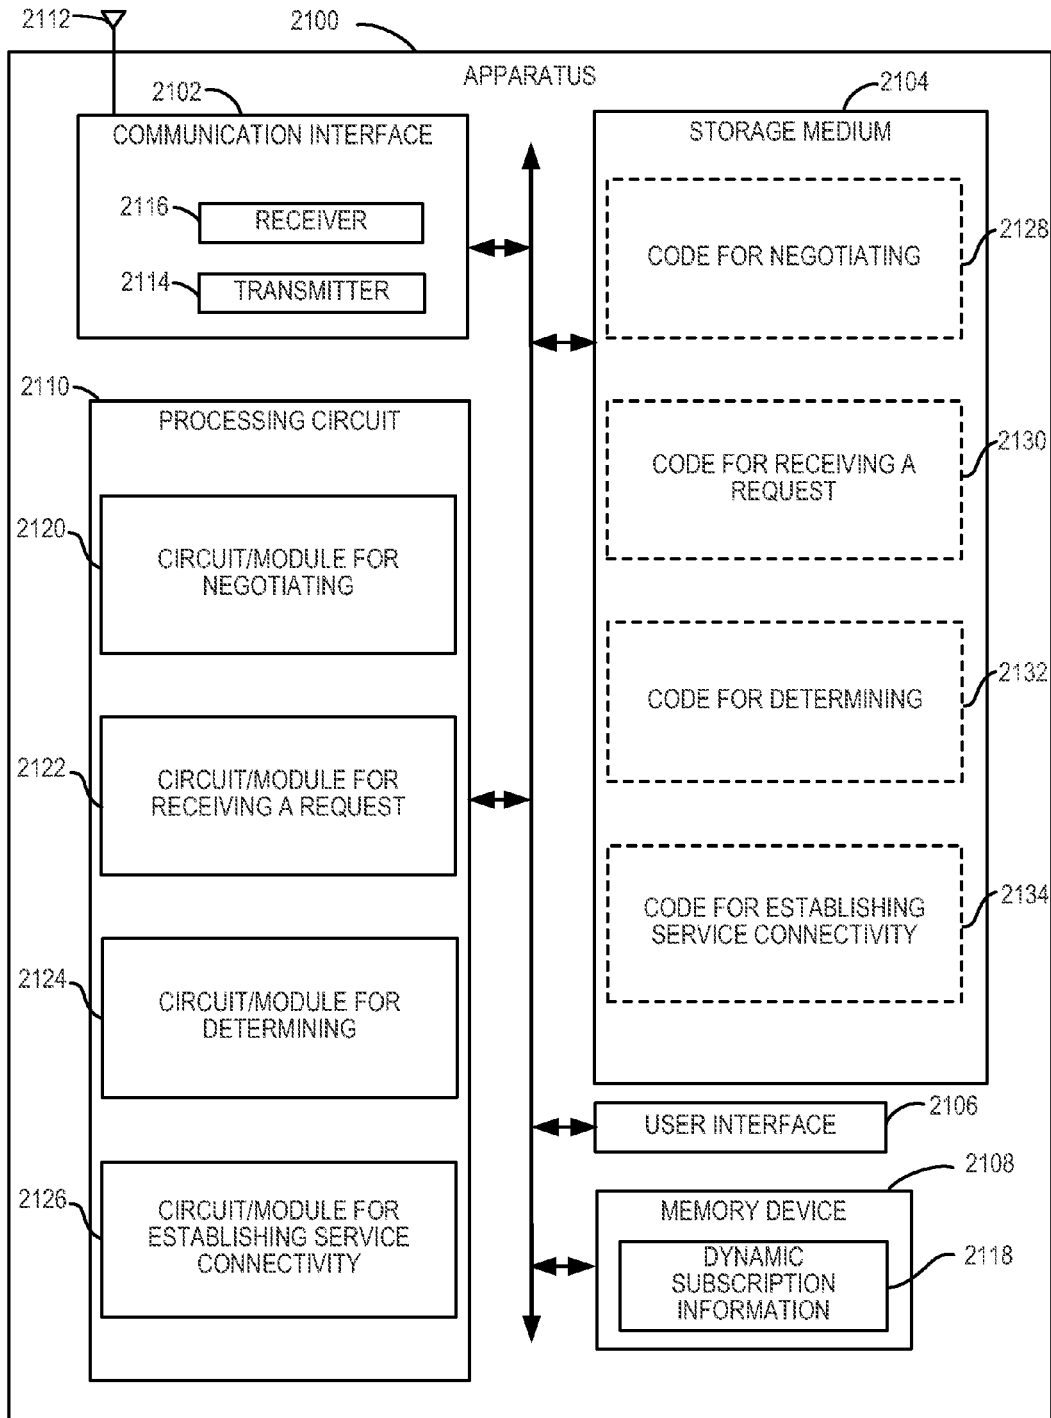 2112
2100
APPARATUS
2102
COMMUNICATION INTERFACE
2116
RECEIVER
2114
TRANSMITTER
2104
STORAGE MEDIUM
CODE FOR NEGOTIATING
2128
CODE FOR RECEIVING A
REQUEST
2130
CODE FOR DETERMINING
2132
CODE FOR ESTABLISHING
SERVICE CONNECTIVITY
2134
2110
PROCESSING CIRCUIT
2120
CIRCUIT/MODULE FOR
NEGOTIATING
2122
CIRCUIT/MODULE FOR
RECEIVING A REQUEST
2124
CIRCUIT/MODULE FOR
DETERMINING
2126
CIRCUIT/MODULE FOR
ESTABLISHING SERVICE
CONNECTIVITY
USER INTERFACE
2106
2108
MEMORY DEVICE
DYNAMIC
SUBSCRIPTION
INFORMATION
2118